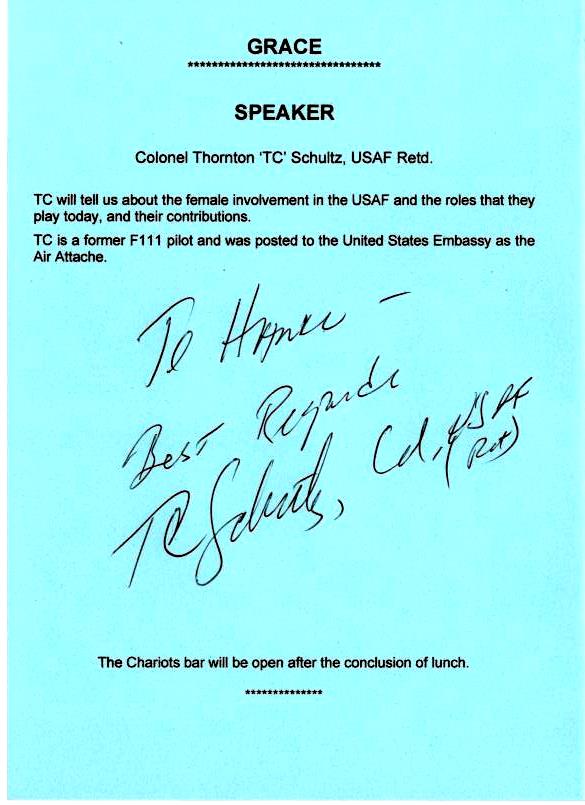 GRACE
********************************
SPEAKER
Colonel Thornton 'TC' Schultz, USAF Retd.
TC will tell us about the female involvement in the USAF and the roles that they
play today, and their contributions.
TC is a former F111 pilot and was posted to the United States Embassy as the
Air Attache.
To –
Best Regards
TC Schultz, Col, USAF
(Ret)
The Chariots bar will be open after the conclusion of lunch.
*************